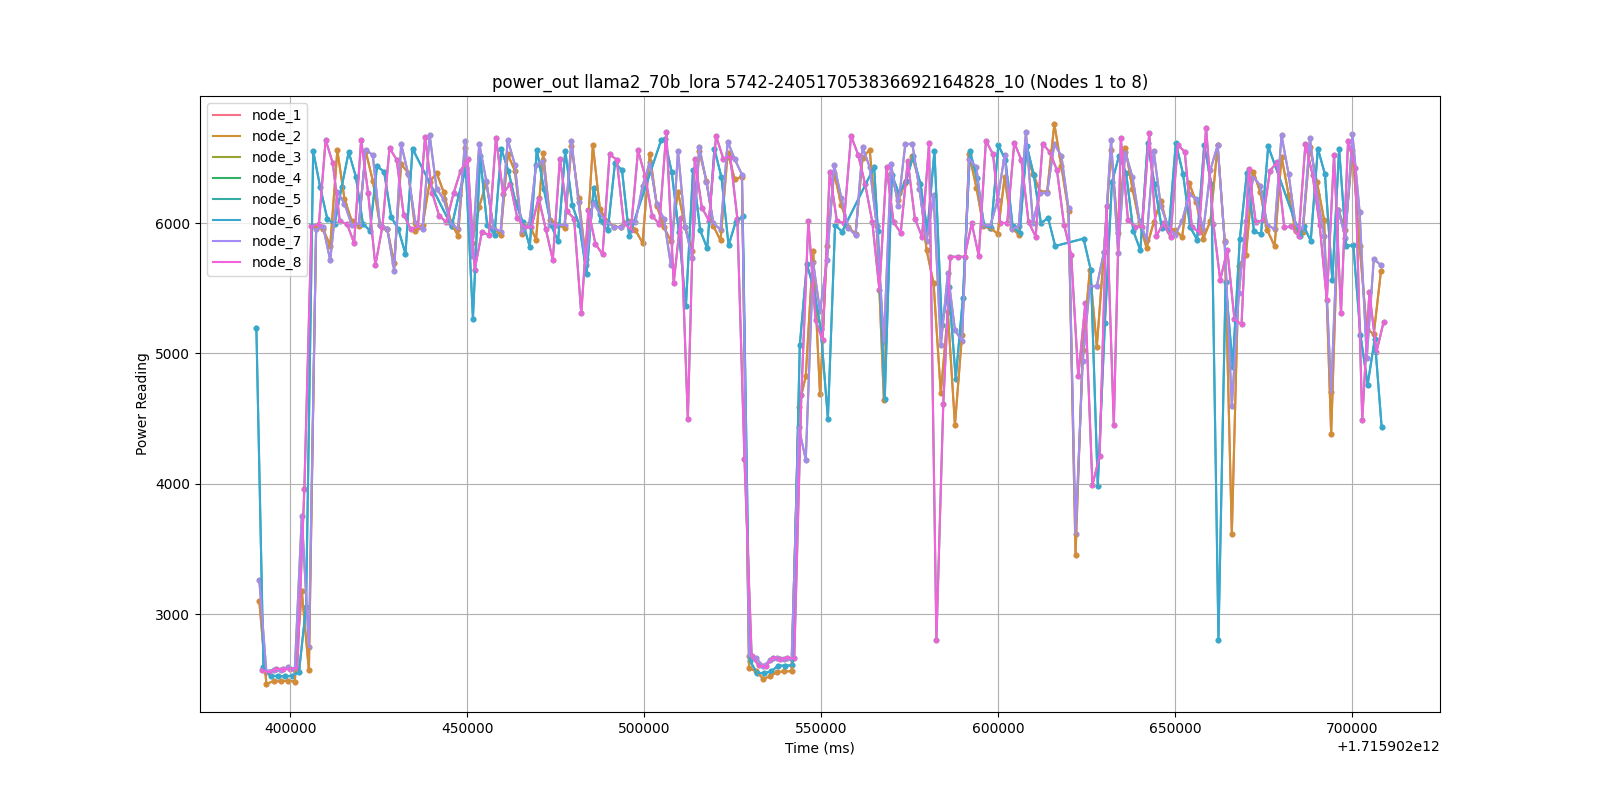 power_out llama2_70b_lora 5742-240517053836692164828_10 (Nodes 1 to 8)
node_1
node_2
node_3
node_4
node_5
node_6
node_7
node_8
Power Reading
6000
5000
4000
3000
400000 450000 500000 550000 600000 650000 700000
Time (ms)
+1.715902e12